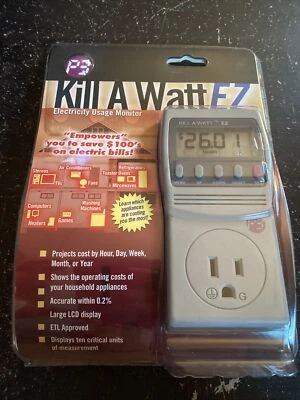 P3
Kill A Watt EZ
Electricity Usage Monitor
"Empowers"
you to save $100's
on electric bills!
Stereos
Air Conditioners
Refrigerators
Toaster Ovens
TVs
Fans
Microwaves
Computers
Washing
Machines
Heaters
Games
Learn which
appliances are
costing you
the most!
KILL A WATT EZ
26.01
Projects cost by Hour, Day, Week,
Month, or Year
Shows the operating costs of
your household appliances
Accurate within 0.2%
Large LCD display
ETL Approved
Displays ten critical units
of measurement
G